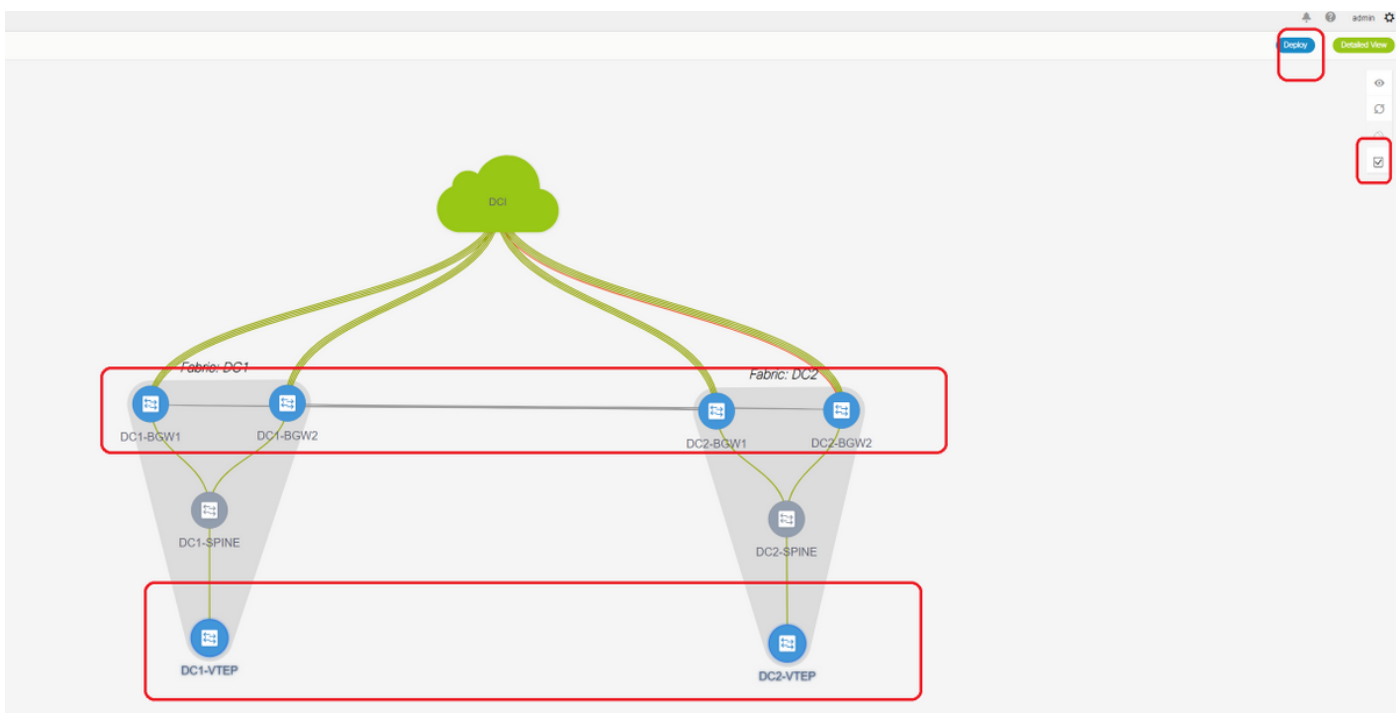 admin
Deploy
Detailed View
DCI
Fabric: DC1
Fabric: DC2
DC1-BGW1
DC1-BGW2
DC2-BGW1
DC2-BGW2
DC1-SPINE
DC2-SPINE
DC1-VTEP
DC2-VTEP